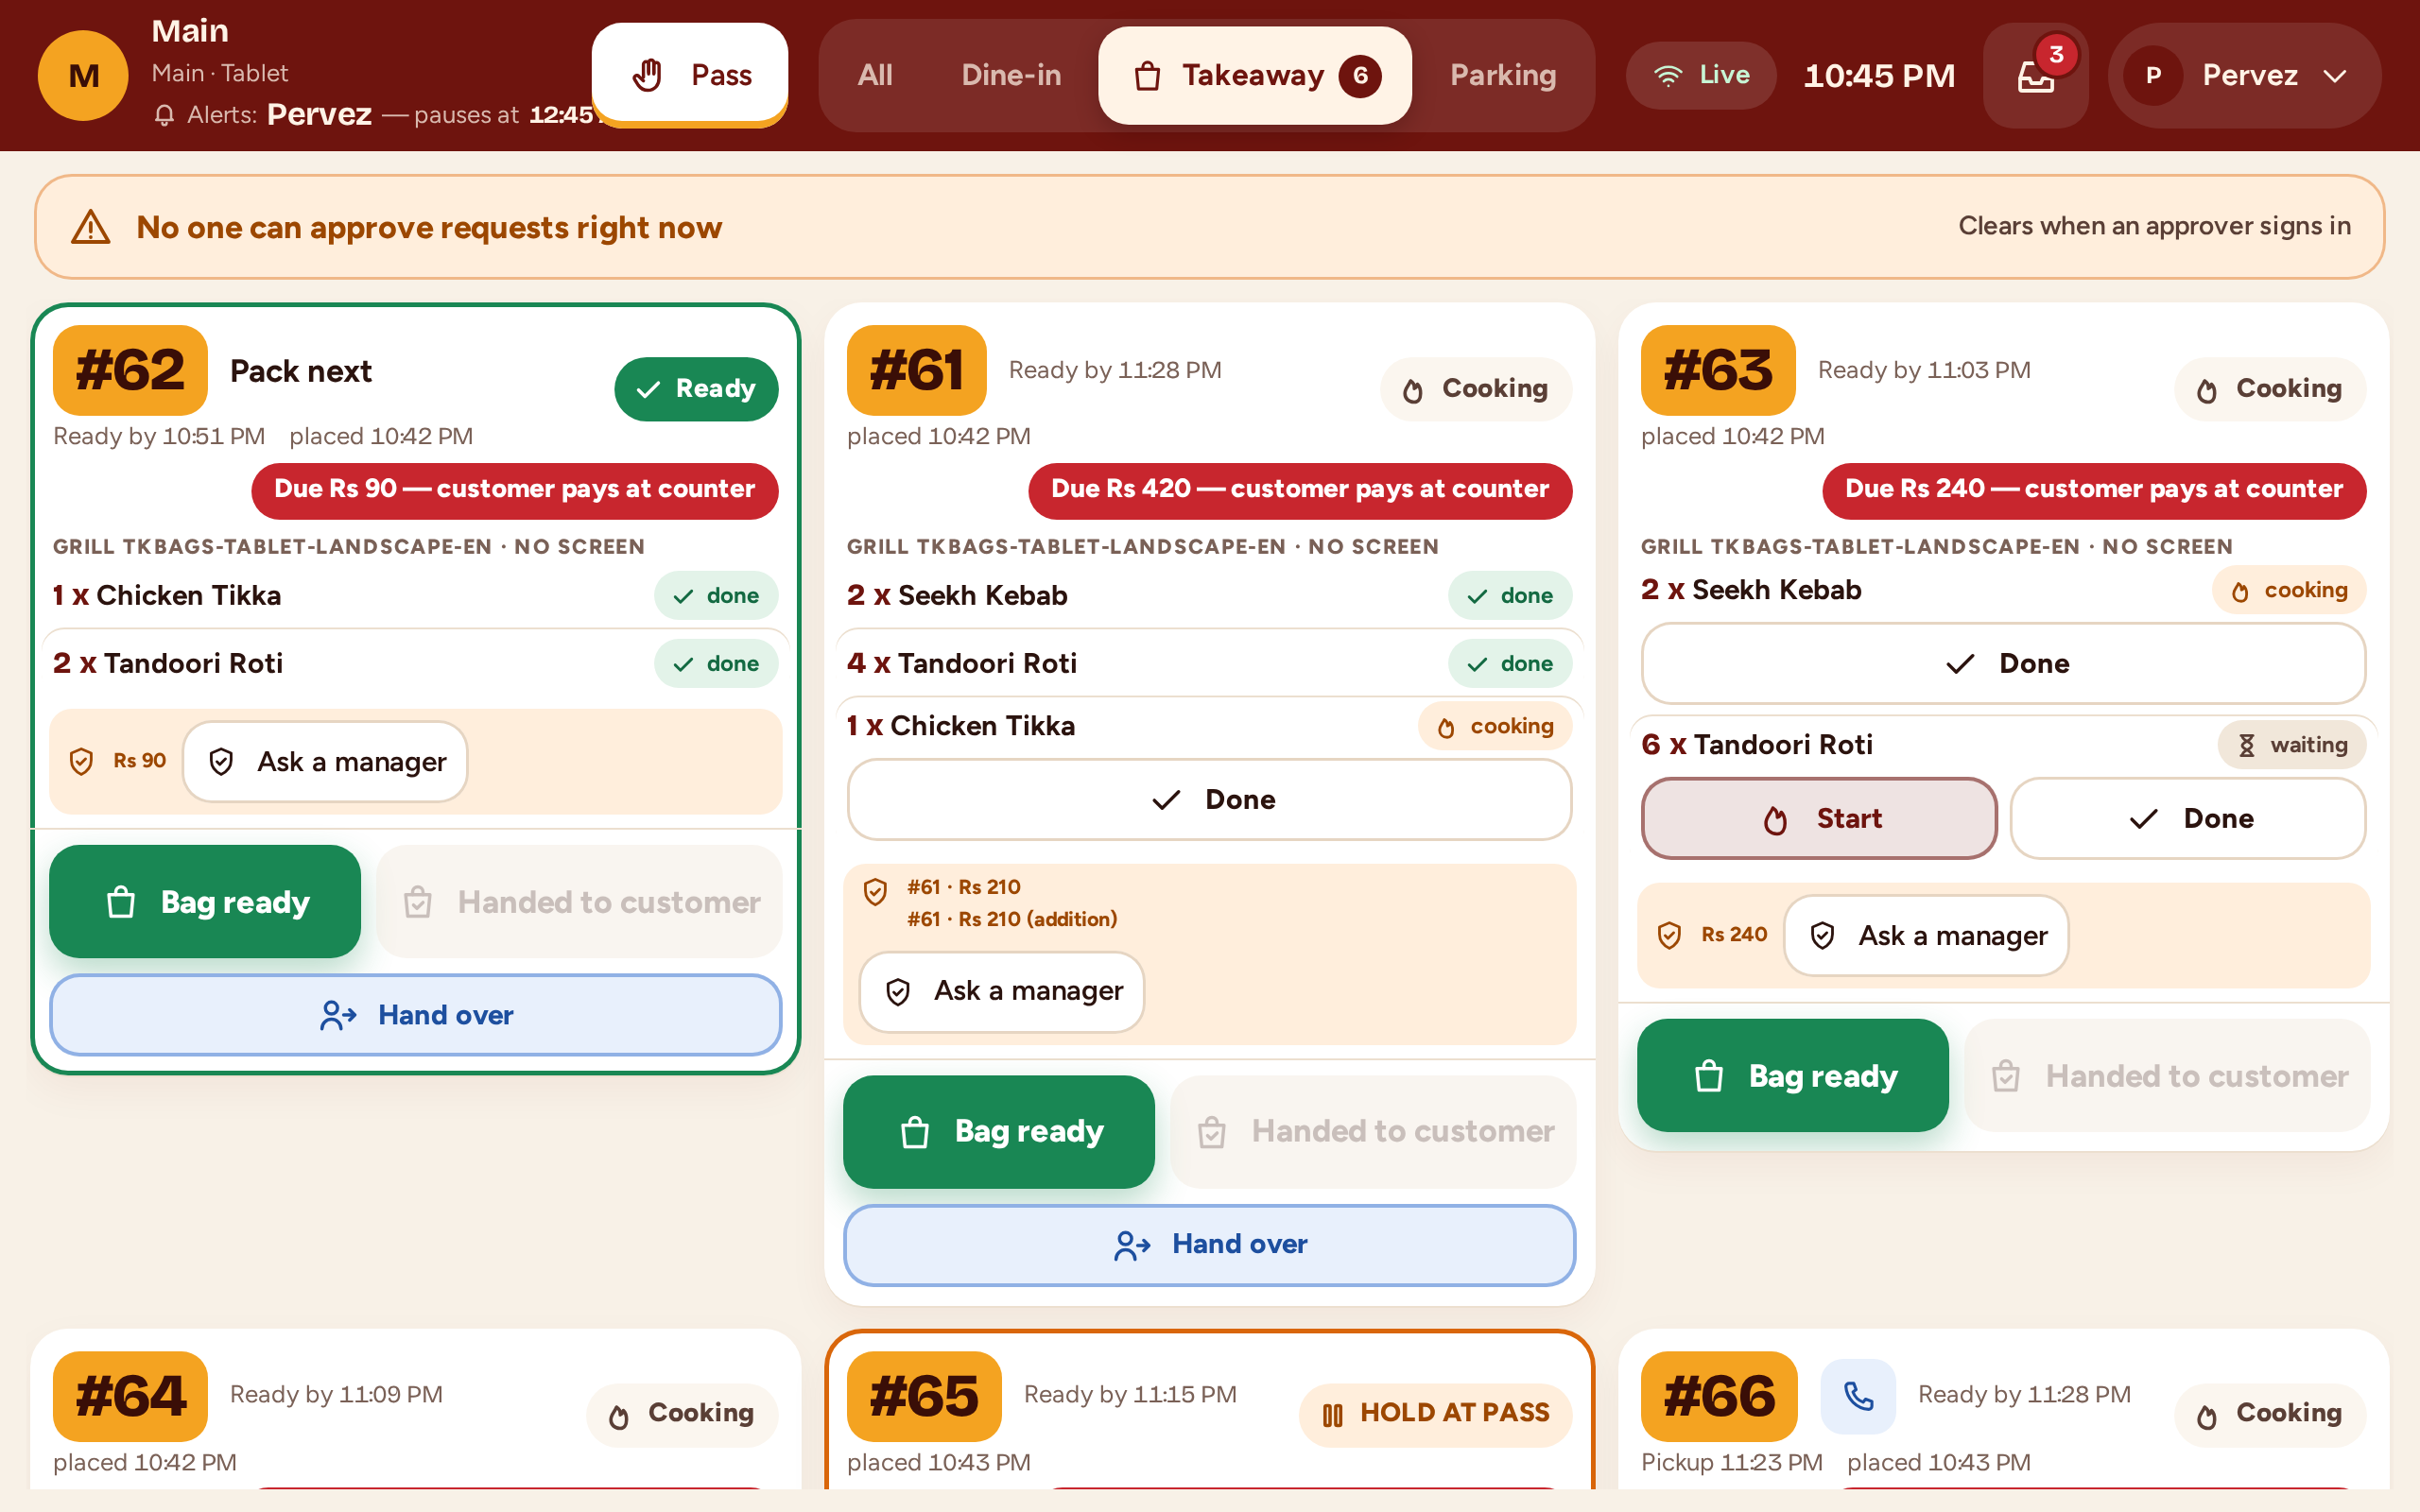 M
Main
Main · Tablet
Alerts: Pervez — pauses at 12:45
Pass
All
Dine-in
Takeaway 6
Parking
Live
10:45 PM
3
P
Pervez
No one can approve requests right now
Clears when an approver signs in
#62
Pack next
Ready
Ready by 10:51 PM placed 10:42 PM
Due Rs 90 — customer pays at counter
GRILL TKBAGS-TABLET-LANDSCAPE-EN · NO SCREEN
1 x Chicken Tikka
done
2 x Tandoori Roti
done
Rs 90
Ask a manager
Bag ready
Handed to customer
Hand over
#61
Ready by 11:28 PM
Cooking
placed 10:42 PM
Due Rs 420 — customer pays at counter
GRILL TKBAGS-TABLET-LANDSCAPE-EN · NO SCREEN
2 x Seekh Kebab
done
4 x Tandoori Roti
done
1 x Chicken Tikka
cooking
Done
#61 · Rs 210
#61 · Rs 210 (addition)
Ask a manager
Bag ready
Handed to customer
Hand over
#63
Ready by 11:03 PM
Cooking
placed 10:42 PM
Due Rs 240 — customer pays at counter
GRILL TKBAGS-TABLET-LANDSCAPE-EN · NO SCREEN
2 x Seekh Kebab
cooking
Done
6 x Tandoori Roti
waiting
Start
Done
Rs 240
Ask a manager
Bag ready
Handed to customer
#64
Ready by 11:09 PM
Cooking
placed 10:42 PM
#65
Ready by 11:15 PM
HOLD AT PASS
placed 10:43 PM
#66
Ready by 11:28 PM
Cooking
Pickup 11:23 PM placed 10:43 PM